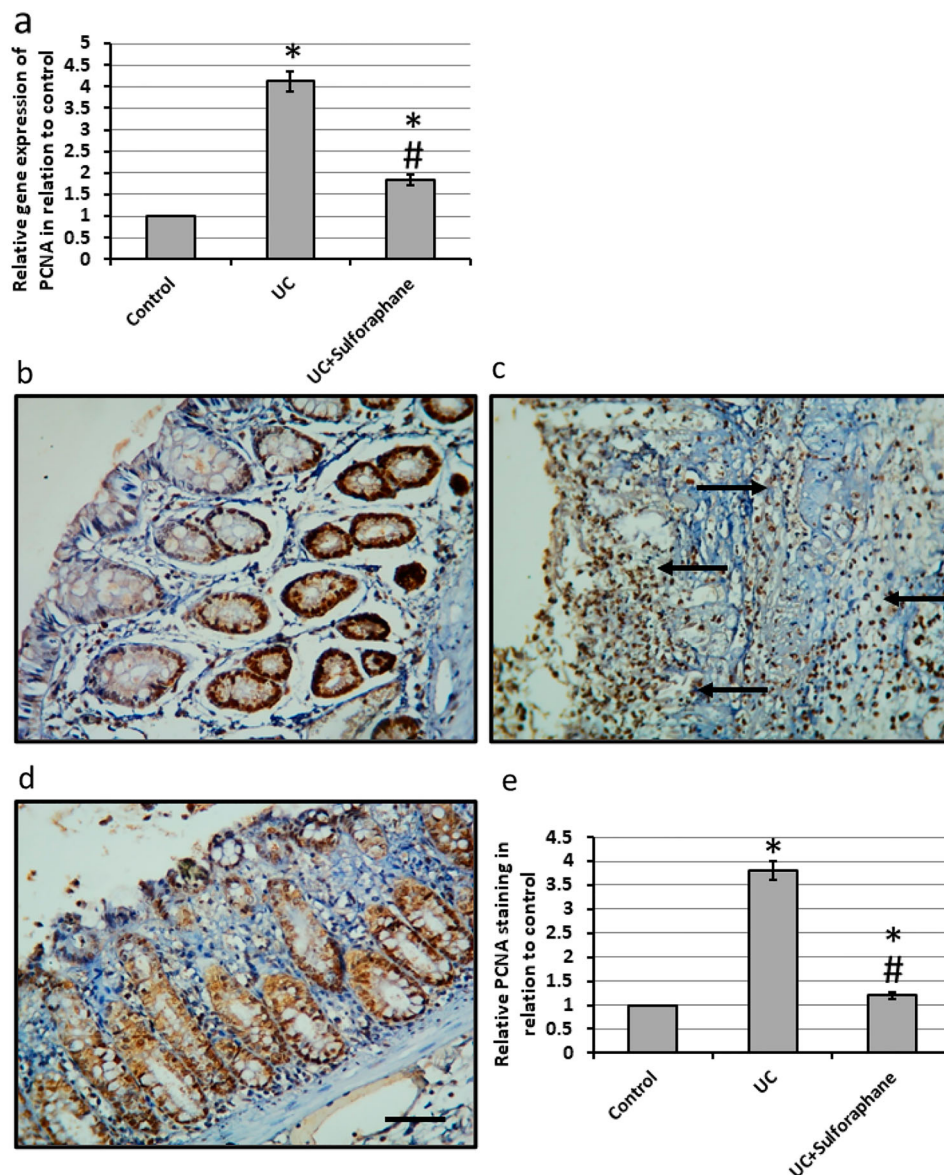 a
Relative gene expression of
PCNA in relation to control
5
4.5
4
3.5
3
2.5
2
1.5
1
0.5
0
*
*
#
Control
UC
UC+Sulforaphane
b
c
d
e
Relative PCNA staining in
relation to control
4.5
4
3.5
3
2.5
2
1.5
1
0.5
0
*
*
#
Control
UC
UC+Sulforaphane